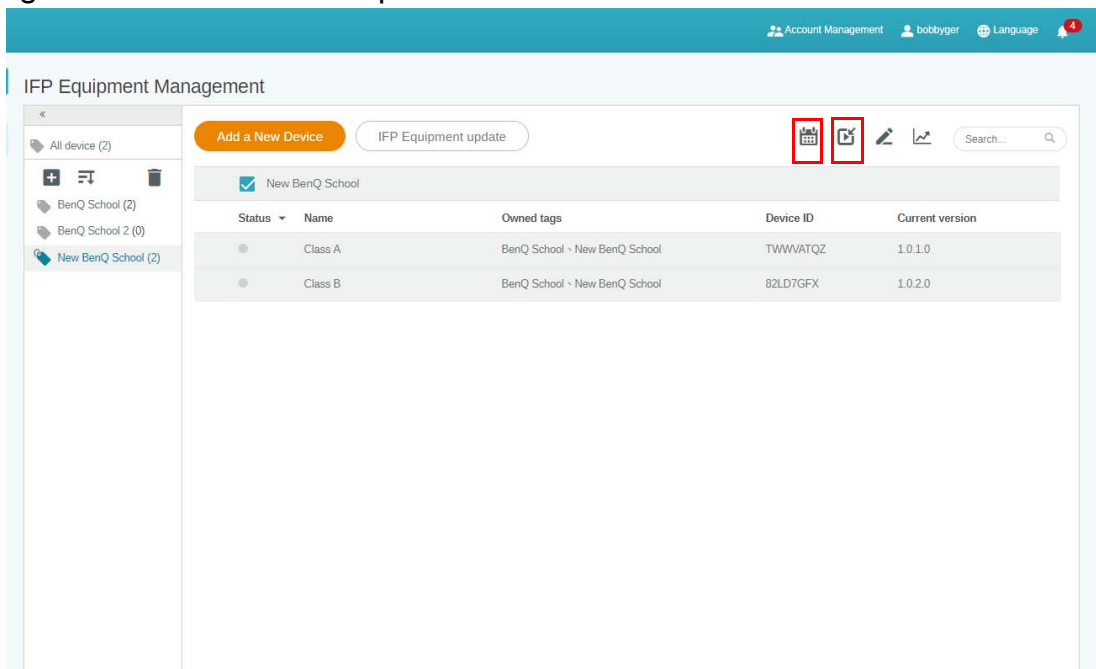 Account Management bobbyger Language 4
IFP Equipment Management
«
All device (2)
Add a New Device IFP Equipment update Search...
BenQ School (2)
BenQ School 2 (0)
New BenQ School (2)
New BenQ School
Status Name Owned tags Device ID Current version
Class A BenQ School、New BenQ School TWWVATQZ 1.0.1.0
Class B BenQ School、New BenQ School 82LD7GFX 1.0.2.0